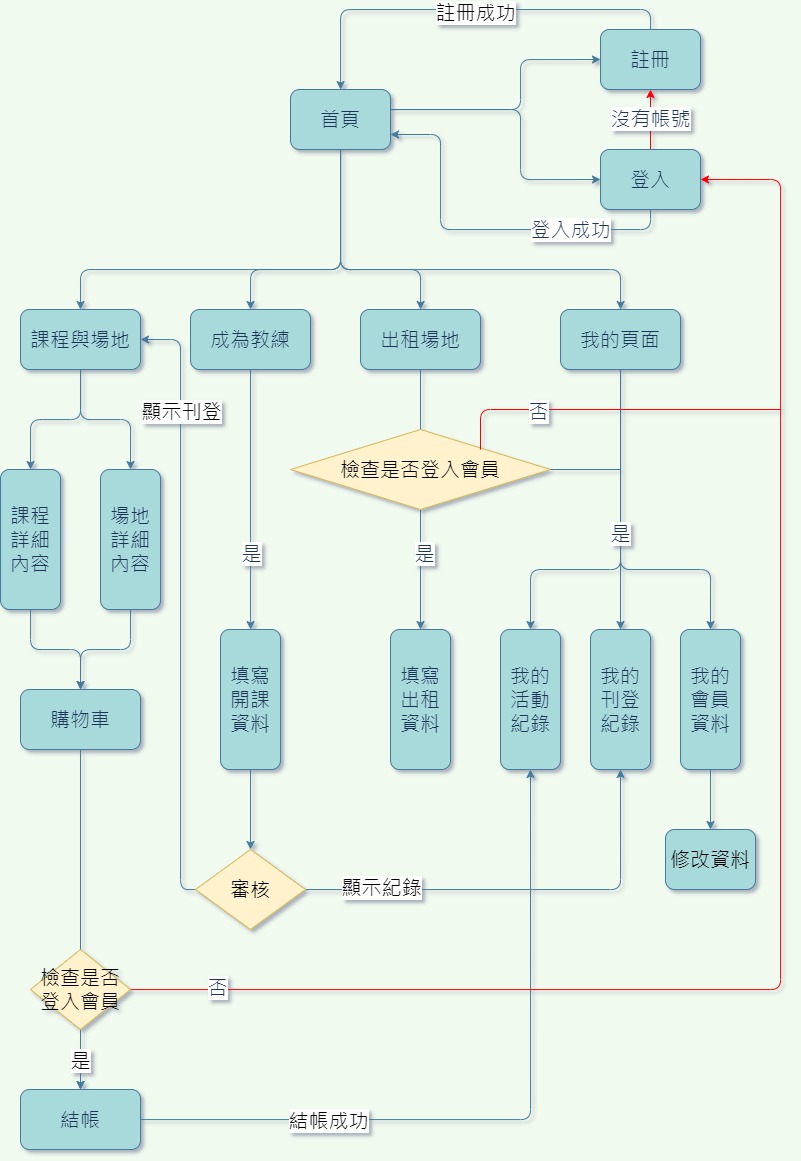 註冊成功
註冊
首頁
沒有帳號
登入
登入成功
課程與場地
成為教練
出租場地
我的頁面
顯示刊登
否
檢查是否登入會員
課程
詳細
內容
場地
詳細
內容
是
是
是
填寫
開課
資料
填寫
出租
資料
我的
活動
紀錄
我的
刊登
紀錄
我的
會員
資料
購物車
修改資料
審核
顯示紀錄
檢查是否
登入會員
否
是
結帳
結帳成功